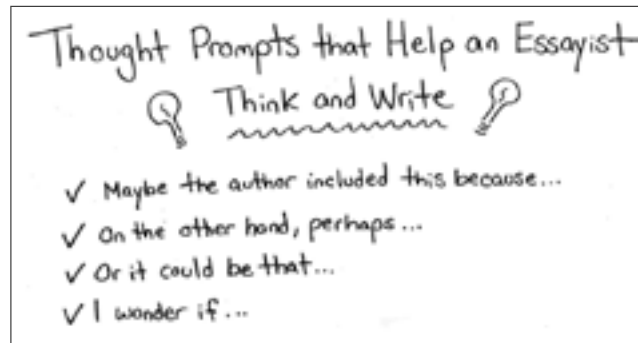 Thought Prompts that Help an Essayist
Think and Write
✓ Maybe the author included this because...
✓ On the other hand, perhaps...
✓ Or it could be that...
✓ I wonder if...